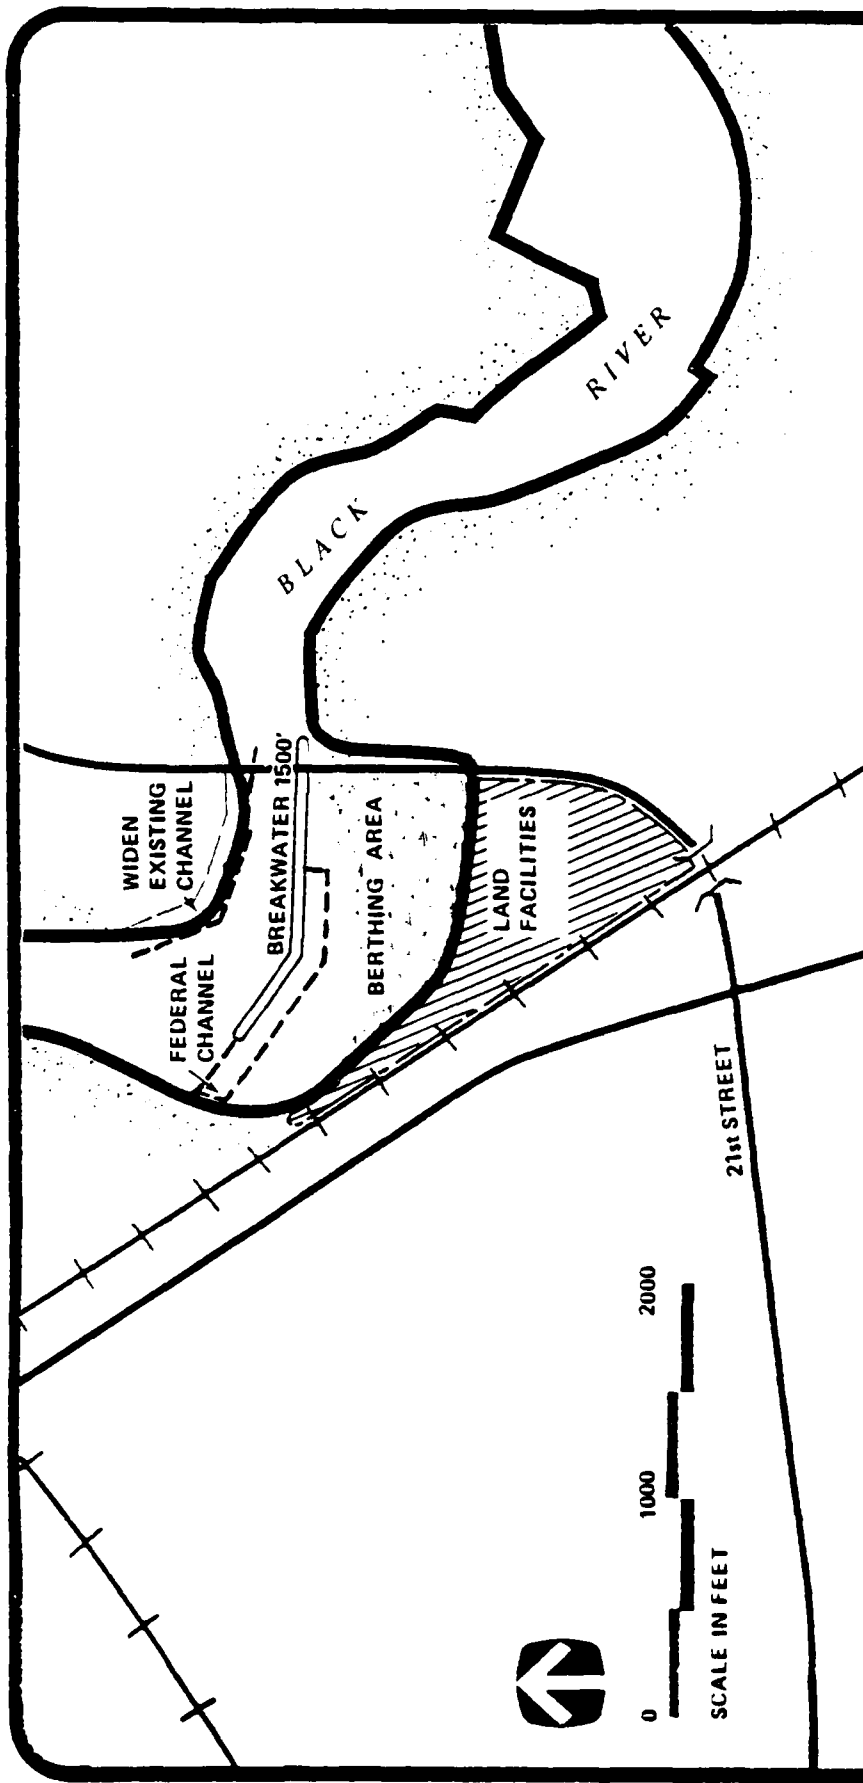 WIDEN
EXISTING
CHANNEL
FEDERAL
CHANNEL
BREAKWATER 1500'
BERTHING AREA
LAND
FACILITIES
BLACK
RIVER
21st STREET
0 1000 2000
SCALE IN FEET